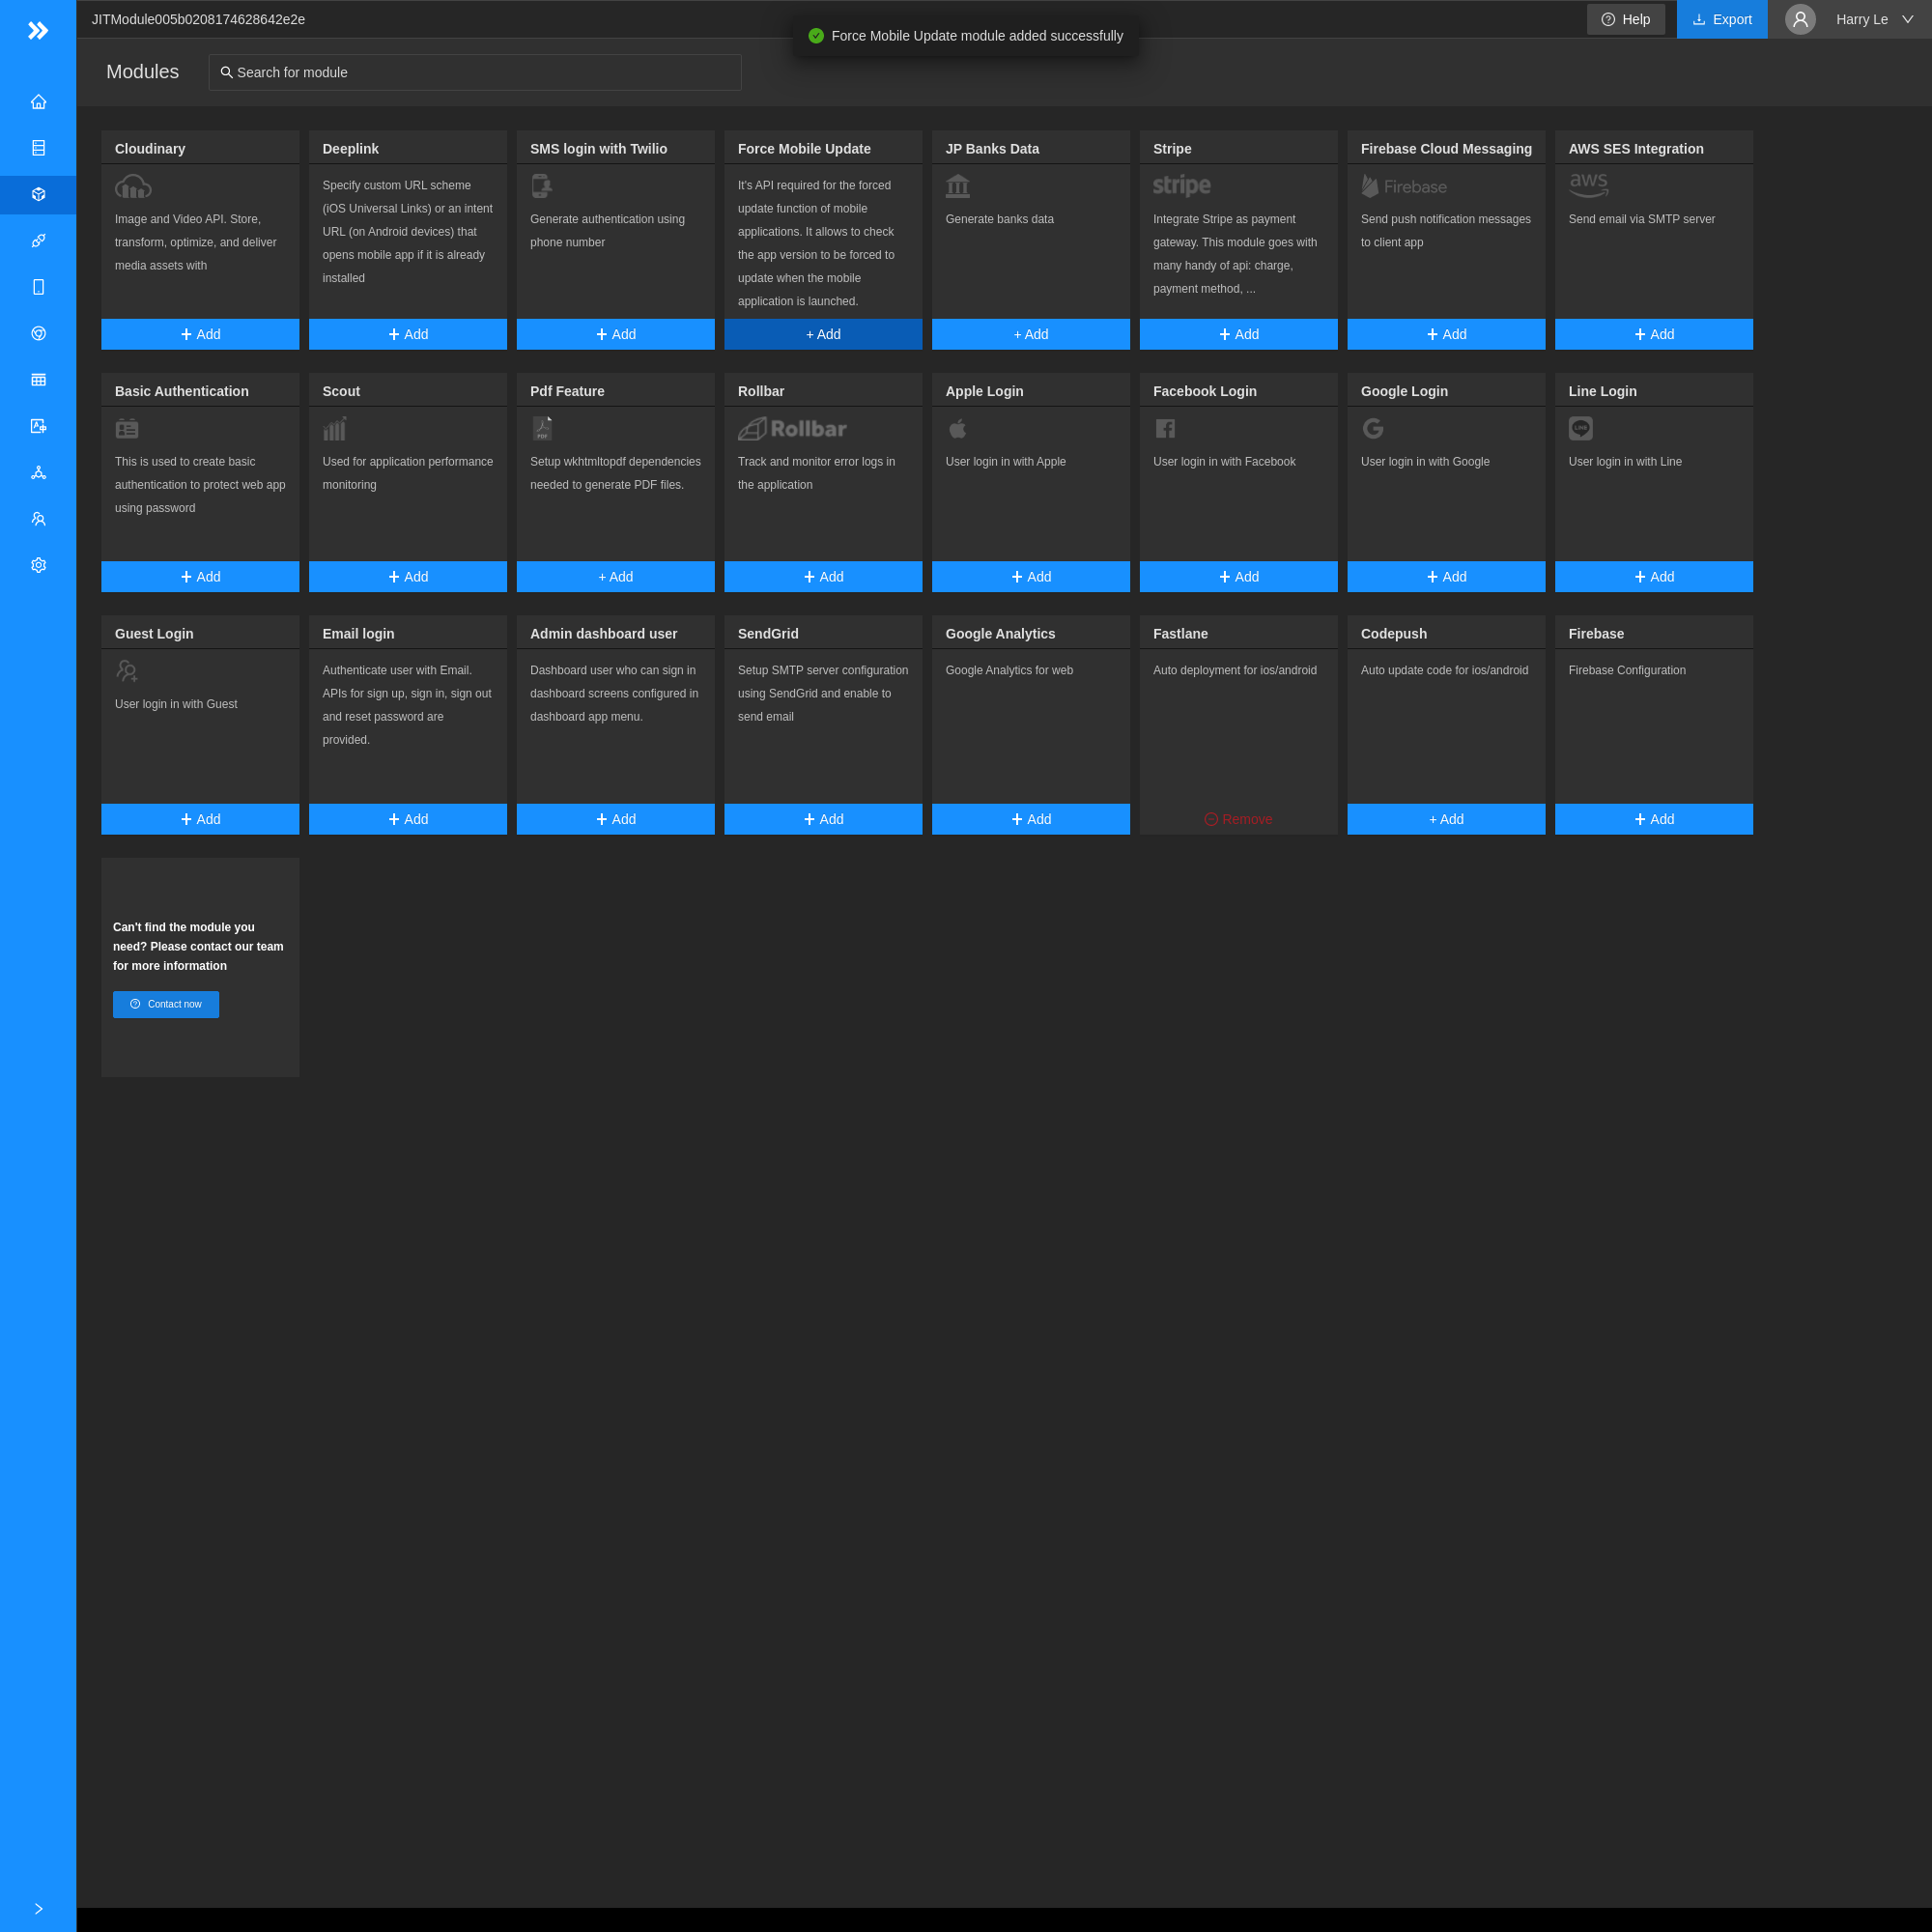 JITModule005b0208174628642e2e
Force Mobile Update module added successfully
Help
Export
Harry Le
Modules
Search for module
Cloudinary
Image and Video API. Store,
transform, optimize, and deliver
media assets with
+ Add
Deeplink
Specify custom URL scheme
(iOS Universal Links) or an intent
URL (on Android devices) that
opens mobile app if it is already
installed
+ Add
SMS login with Twilio
Generate authentication using
phone number
+ Add
Force Mobile Update
It's API required for the forced
update function of mobile
applications. It allows to check
the app version to be forced to
update when the mobile
application is launched.
+ Add
JP Banks Data
Generate banks data
+ Add
Stripe
stripe
Integrate Stripe as payment
gateway. This module goes with
many handy of api: charge,
payment method, ...
+ Add
Firebase Cloud Messaging
Firebase
Send push notification messages
to client app
+ Add
AWS SES Integration
aws
Send email via SMTP server
+ Add
Basic Authentication
This is used to create basic
authentication to protect web app
using password
+ Add
Scout
Used for application performance
monitoring
+ Add
Pdf Feature
PDF
Setup wkhtmltopdf dependencies
needed to generate PDF files.
+ Add
Rollbar
Rollbar
Track and monitor error logs in
the application
+ Add
Apple Login
User login in with Apple
+ Add
Facebook Login
User login in with Facebook
+ Add
Google Login
User login in with Google
+ Add
Line Login
LINE
User login in with Line
+ Add
Guest Login
User login in with Guest
+ Add
Email login
Authenticate user with Email.
APIs for sign up, sign in, sign out
and reset password are
provided.
+ Add
Admin dashboard user
Dashboard user who can sign in
dashboard screens configured in
dashboard app menu.
+ Add
SendGrid
Setup SMTP server configuration
using SendGrid and enable to
send email
+ Add
Google Analytics
Google Analytics for web
+ Add
Fastlane
Auto deployment for ios/android
Remove
Codepush
Auto update code for ios/android
+ Add
Firebase
Firebase Configuration
+ Add
Can't find the module you
need? Please contact our team
for more information
Contact now